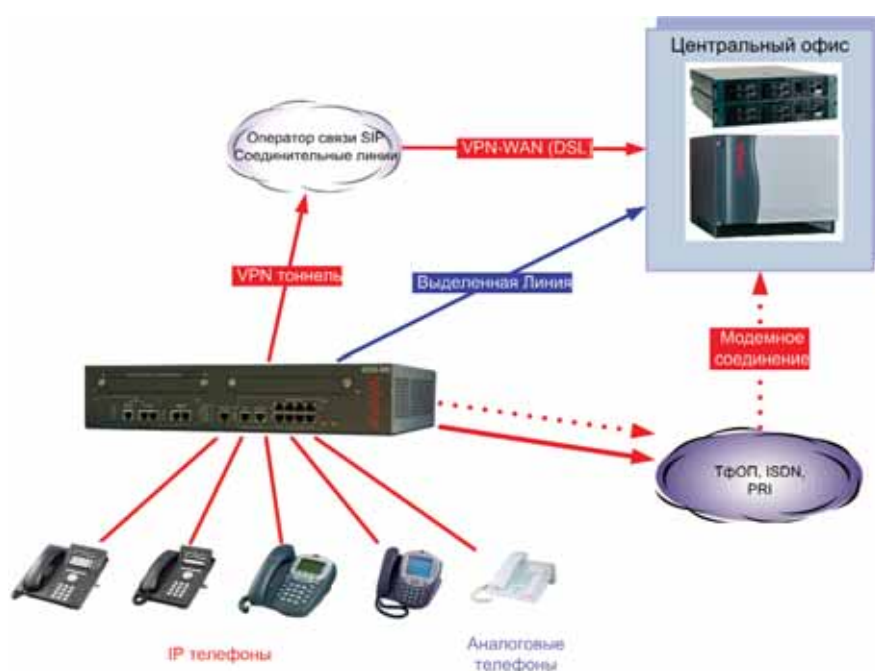 Центральный офис
Оператор связи SIP
Соединительные линии
VPN-WAN (DSL)
VPN тоннель
Выделенная Линия
Модемное
соединение
ТфОП, ISDN,
PRI
IP телефоны
Аналоговые
телефоны